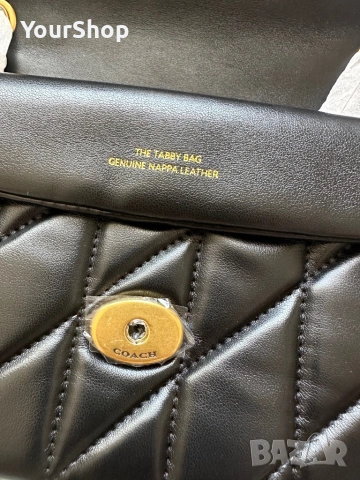 YourShop
THE TABBY BAG
GENUINE NAPPA LEATHER
COACH
BAZAR